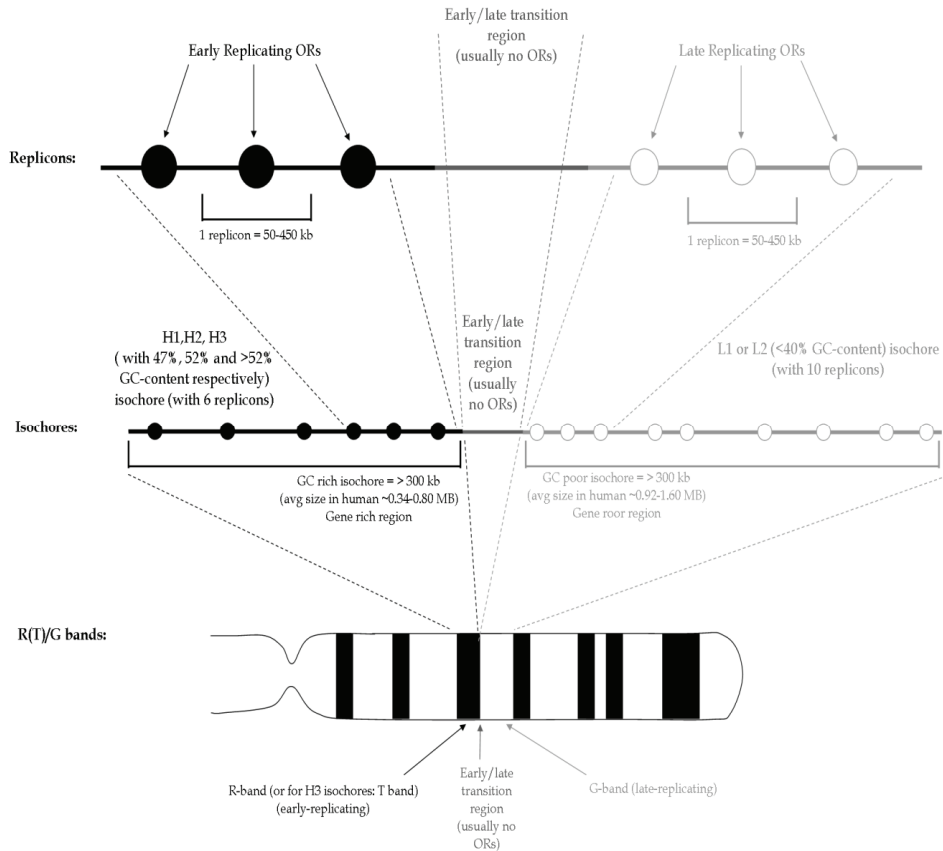 Early/late transition
region
(usually no ORs)
Early Replicating ORs
Late Replicating ORs
Replicons:
1 replicon = 50-450 kb
1 replicon = 50-450 kb
H1,H2, H3
( with 47%, 52% and >52%
GC-content respectively)
isochore (with 6 replicons)
Early/late
transition
region
(usually
no ORs)
L1 or L2 (<40% GC-content) isochore
(with 10 replicons)
Isochores:
GC rich isochore = > 300 kb
(avg size in human ~0.34-0.80 MB)
Gene rich region
GC poor isochore = > 300 kb
(avg size in human ~0.92-1.60 MB)
Gene roor region
R(T)/G bands:
R-band (or for H3 isochores: T band)
(early-replicating)
Early/late
transition
region
(usually no
ORs)
G-band (late-replicating)